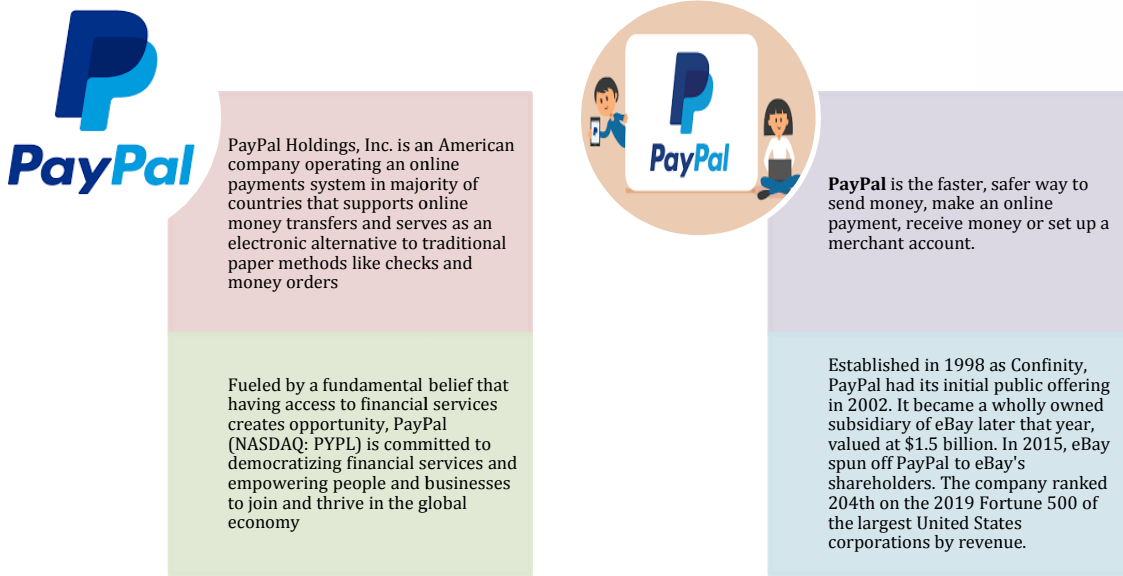 PayPal
PayPal Holdings, Inc. is an American
company operating an online
payments system in majority of
countries that supports online
money transfers and serves as an
electronic alternative to traditional
paper methods like checks and
money orders
Fueled by a fundamental belief that
having access to financial services
creates opportunity, PayPal
(NASDAQ: PYPL) is committed to
democratizing financial services and
empowering people and businesses
to join and thrive in the global
economy
PayPal
PayPal is the faster, safer way to
send money, make an online
payment, receive money or set up a
merchant account.
Established in 1998 as Confinity,
PayPal had its initial public offering
in 2002. It became a wholly owned
subsidiary of eBay later that year,
valued at $1.5 billion. In 2015, eBay
spun off PayPal to eBay's
shareholders. The company ranked
204th on the 2019 Fortune 500 of
the largest United States
corporations by revenue.